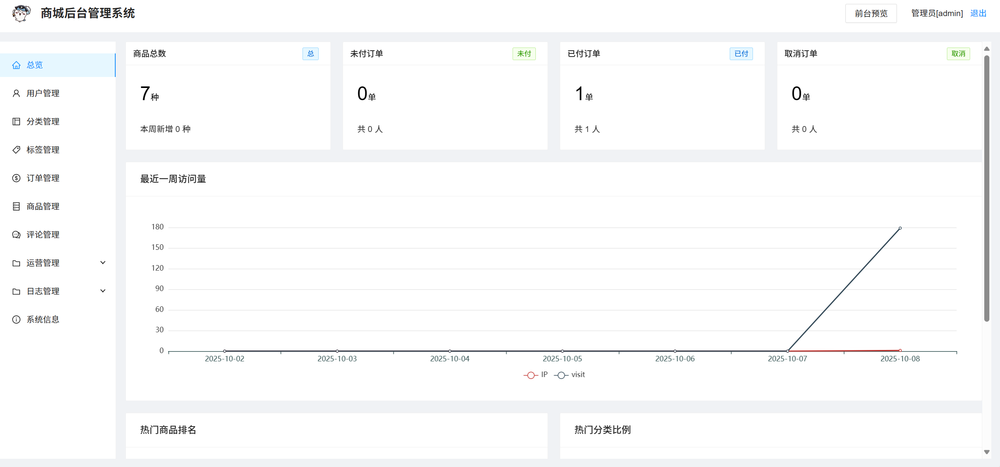 商城后台管理系统
前台预览 管理员[admin] 退出
总览
用户管理
分类管理
标签管理
订单管理
商品管理
评论管理
运营管理
日志管理
系统信息
商品总数 总
7种
本周新增 0 种
未付订单 未付
0单
共 0 人
已付订单 已付
1单
共 1 人
取消订单 取消
0单
共 0 人
最近一周访问量
180
150
120
90
60
30
0
2025-10-02 2025-10-03 2025-10-04 2025-10-05 2025-10-06 2025-10-07 2025-10-08
IP visit
热门商品排名
热门分类比例